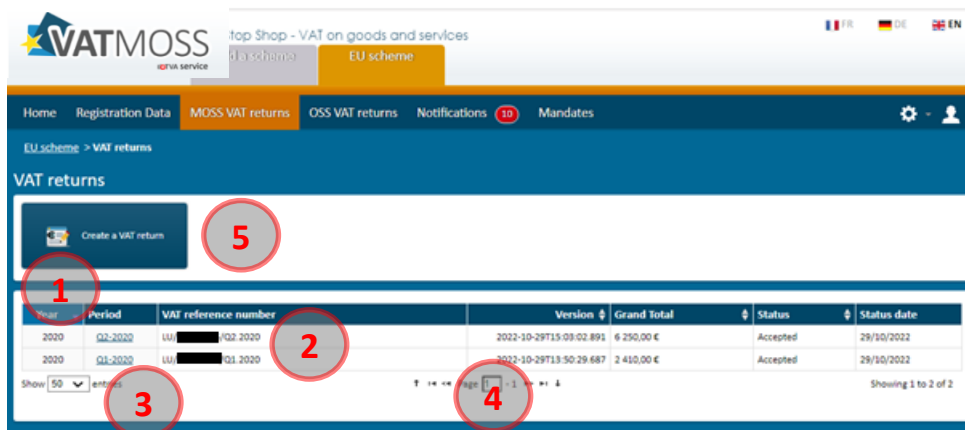 VATMOSS
service
top Shop - VAT on goods and services
FR DE EN
a scheme EU scheme
Home Registration Data MOSS VAT returns OSS VAT returns Notifications 10 Mandates
EU scheme > VAT returns
VAT returns
Create a VAT return
5
1
Year Period VAT reference number Version Grand Total Status Status date
2020 Q2-2020 LU/ /Q2.2020 2022-10-29T15:03:02.891 6 250,00 € Accepted 29/10/2022
2
2020 Q1-2020 LU/ /Q1.2020 2022-10-29T13:50:29.687 2 410,00 € Accepted 29/10/2022
Show 50 entries Page 1 - 1 Showing 1 to 2 of 2
3
4